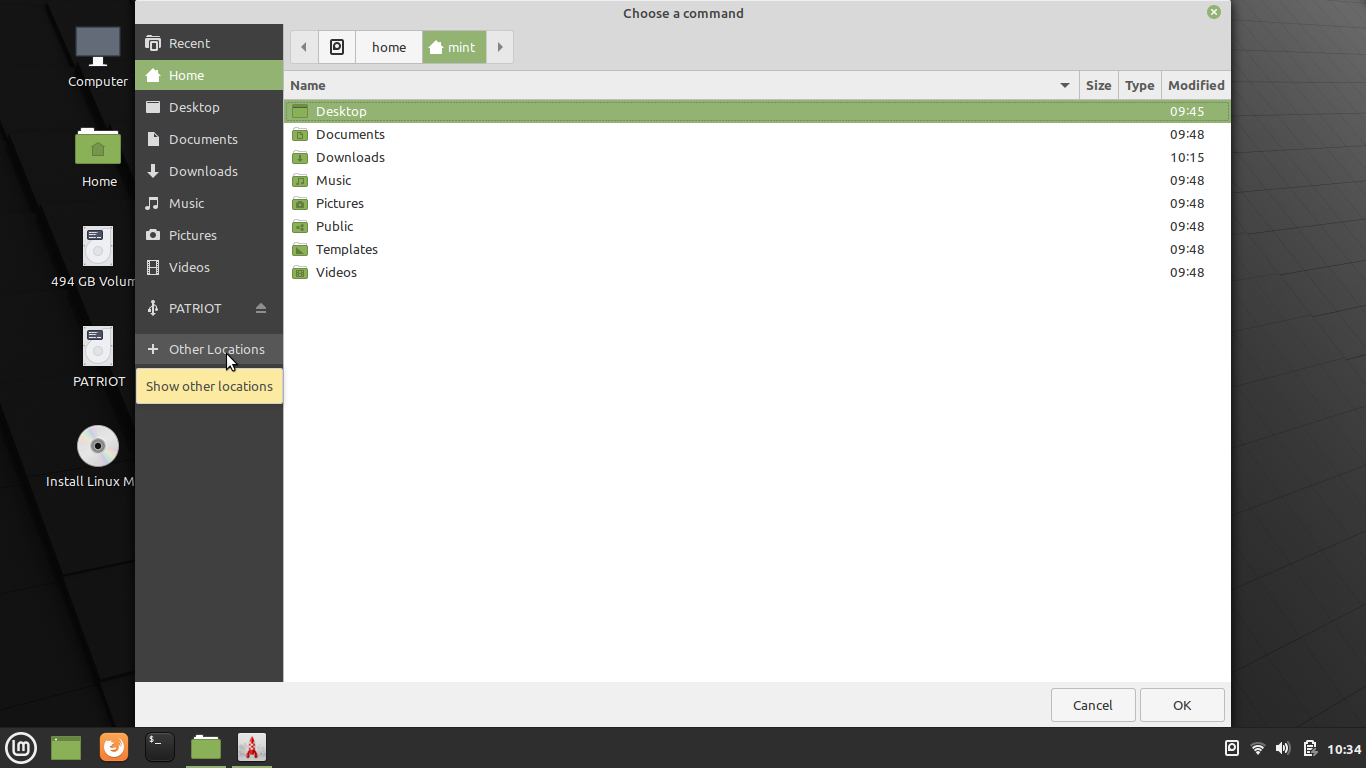 Choose a command
Computer
Home
494 GB Volum
PATRIOT
Install Linux M
Recent
Home
Desktop
Documents
Downloads
Music
Pictures
Videos
PATRIOT
Other Locations
Show other locations
home mint
Name Size Type Modified
Desktop 09:45
Documents 09:48
Downloads 10:15
Music 09:48
Pictures 09:48
Public 09:48
Templates 09:48
Videos 09:48
Cancel OK
10:34